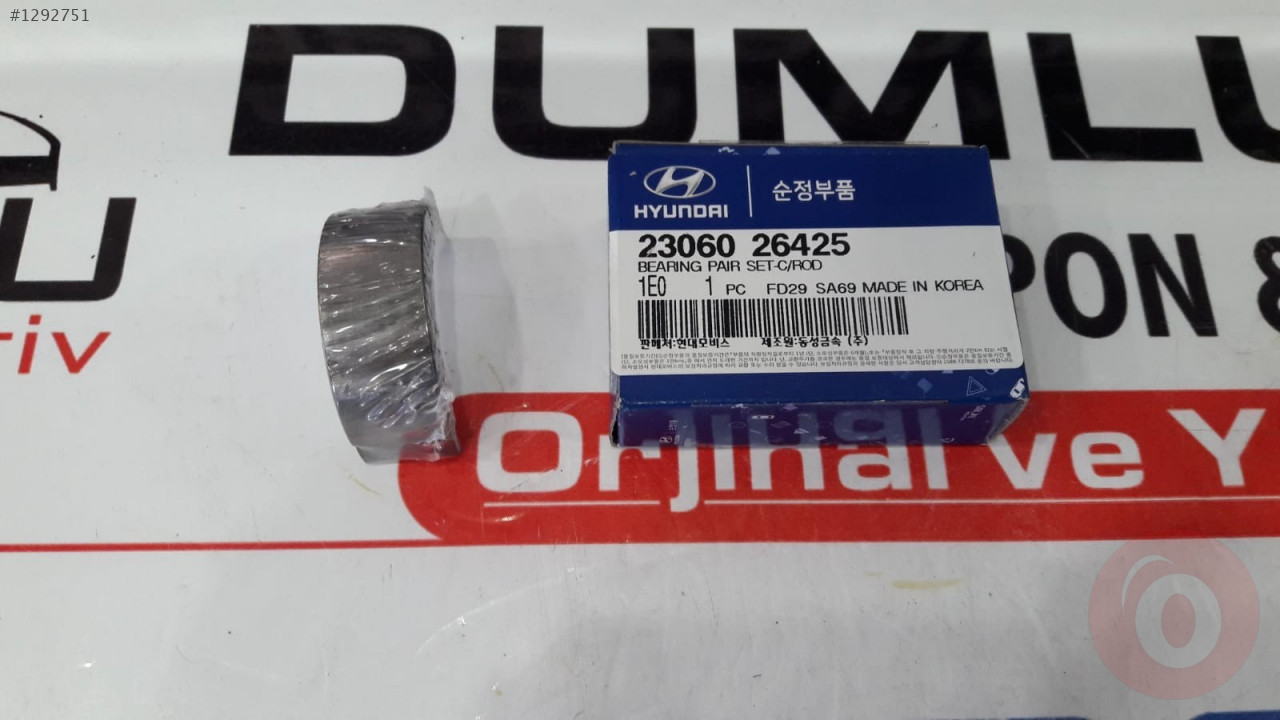 #1292751
DUMLU
U
riv
PON &
HYUNDAI
순정부품
23060 26425
BEARING PAIR SET-C/ROD
1E0 1 PC FD29 SA69 MADE IN KOREA
판매처:현대모비스 제조원:동성금속 (주)
Orjinal ve Y